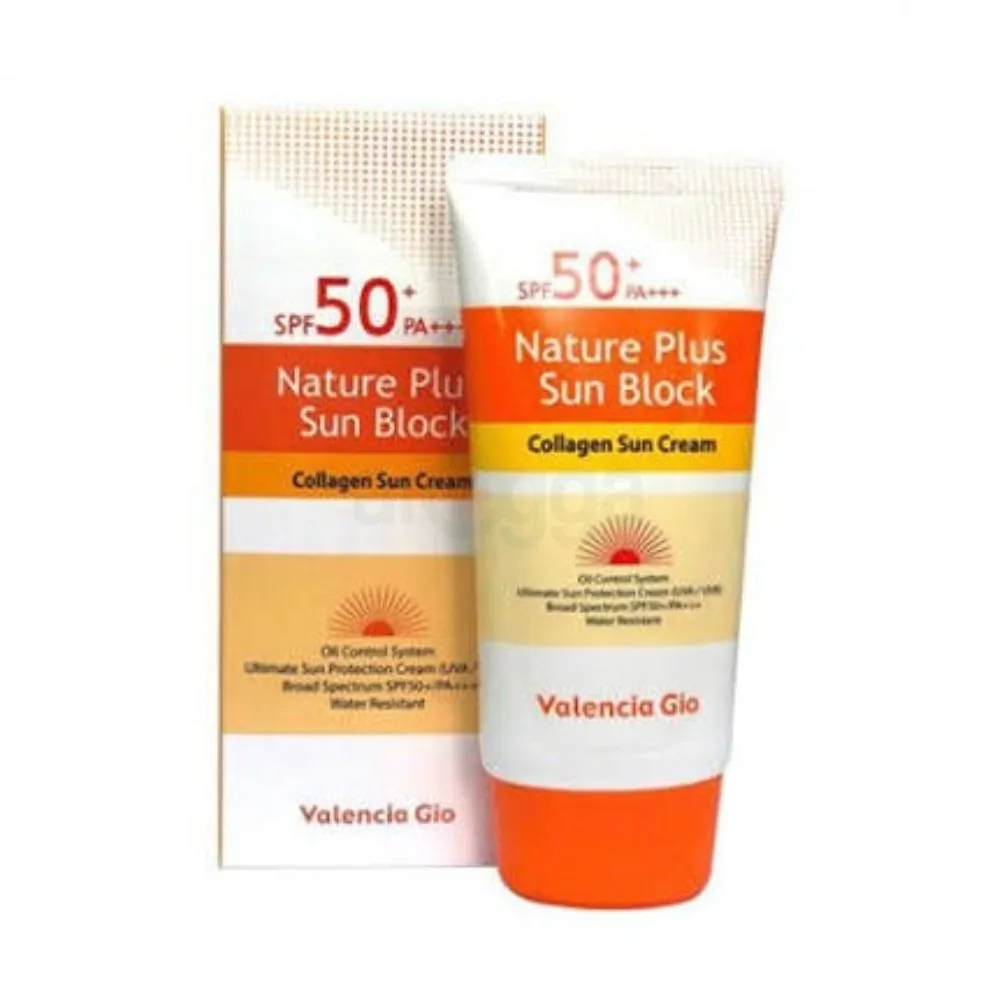 SPF50+ PA+++
Nature Plu
Sun Block
Collagen Sun Cream
Oil Control System
Ultimate Sun Protection Cream (UVA /
Broad Spectrum SPF50+/PA+++
Water Resistant
Valencia Gio
SPF50+ PA+++
Nature Plus
Sun Block
Collagen Sun Cream
Oil Control System
Ultimate Sun Protection Cream (UVA / UVB)
Broad Spectrum SPF50+/PA+++
Water Resistant
Valencia Gio